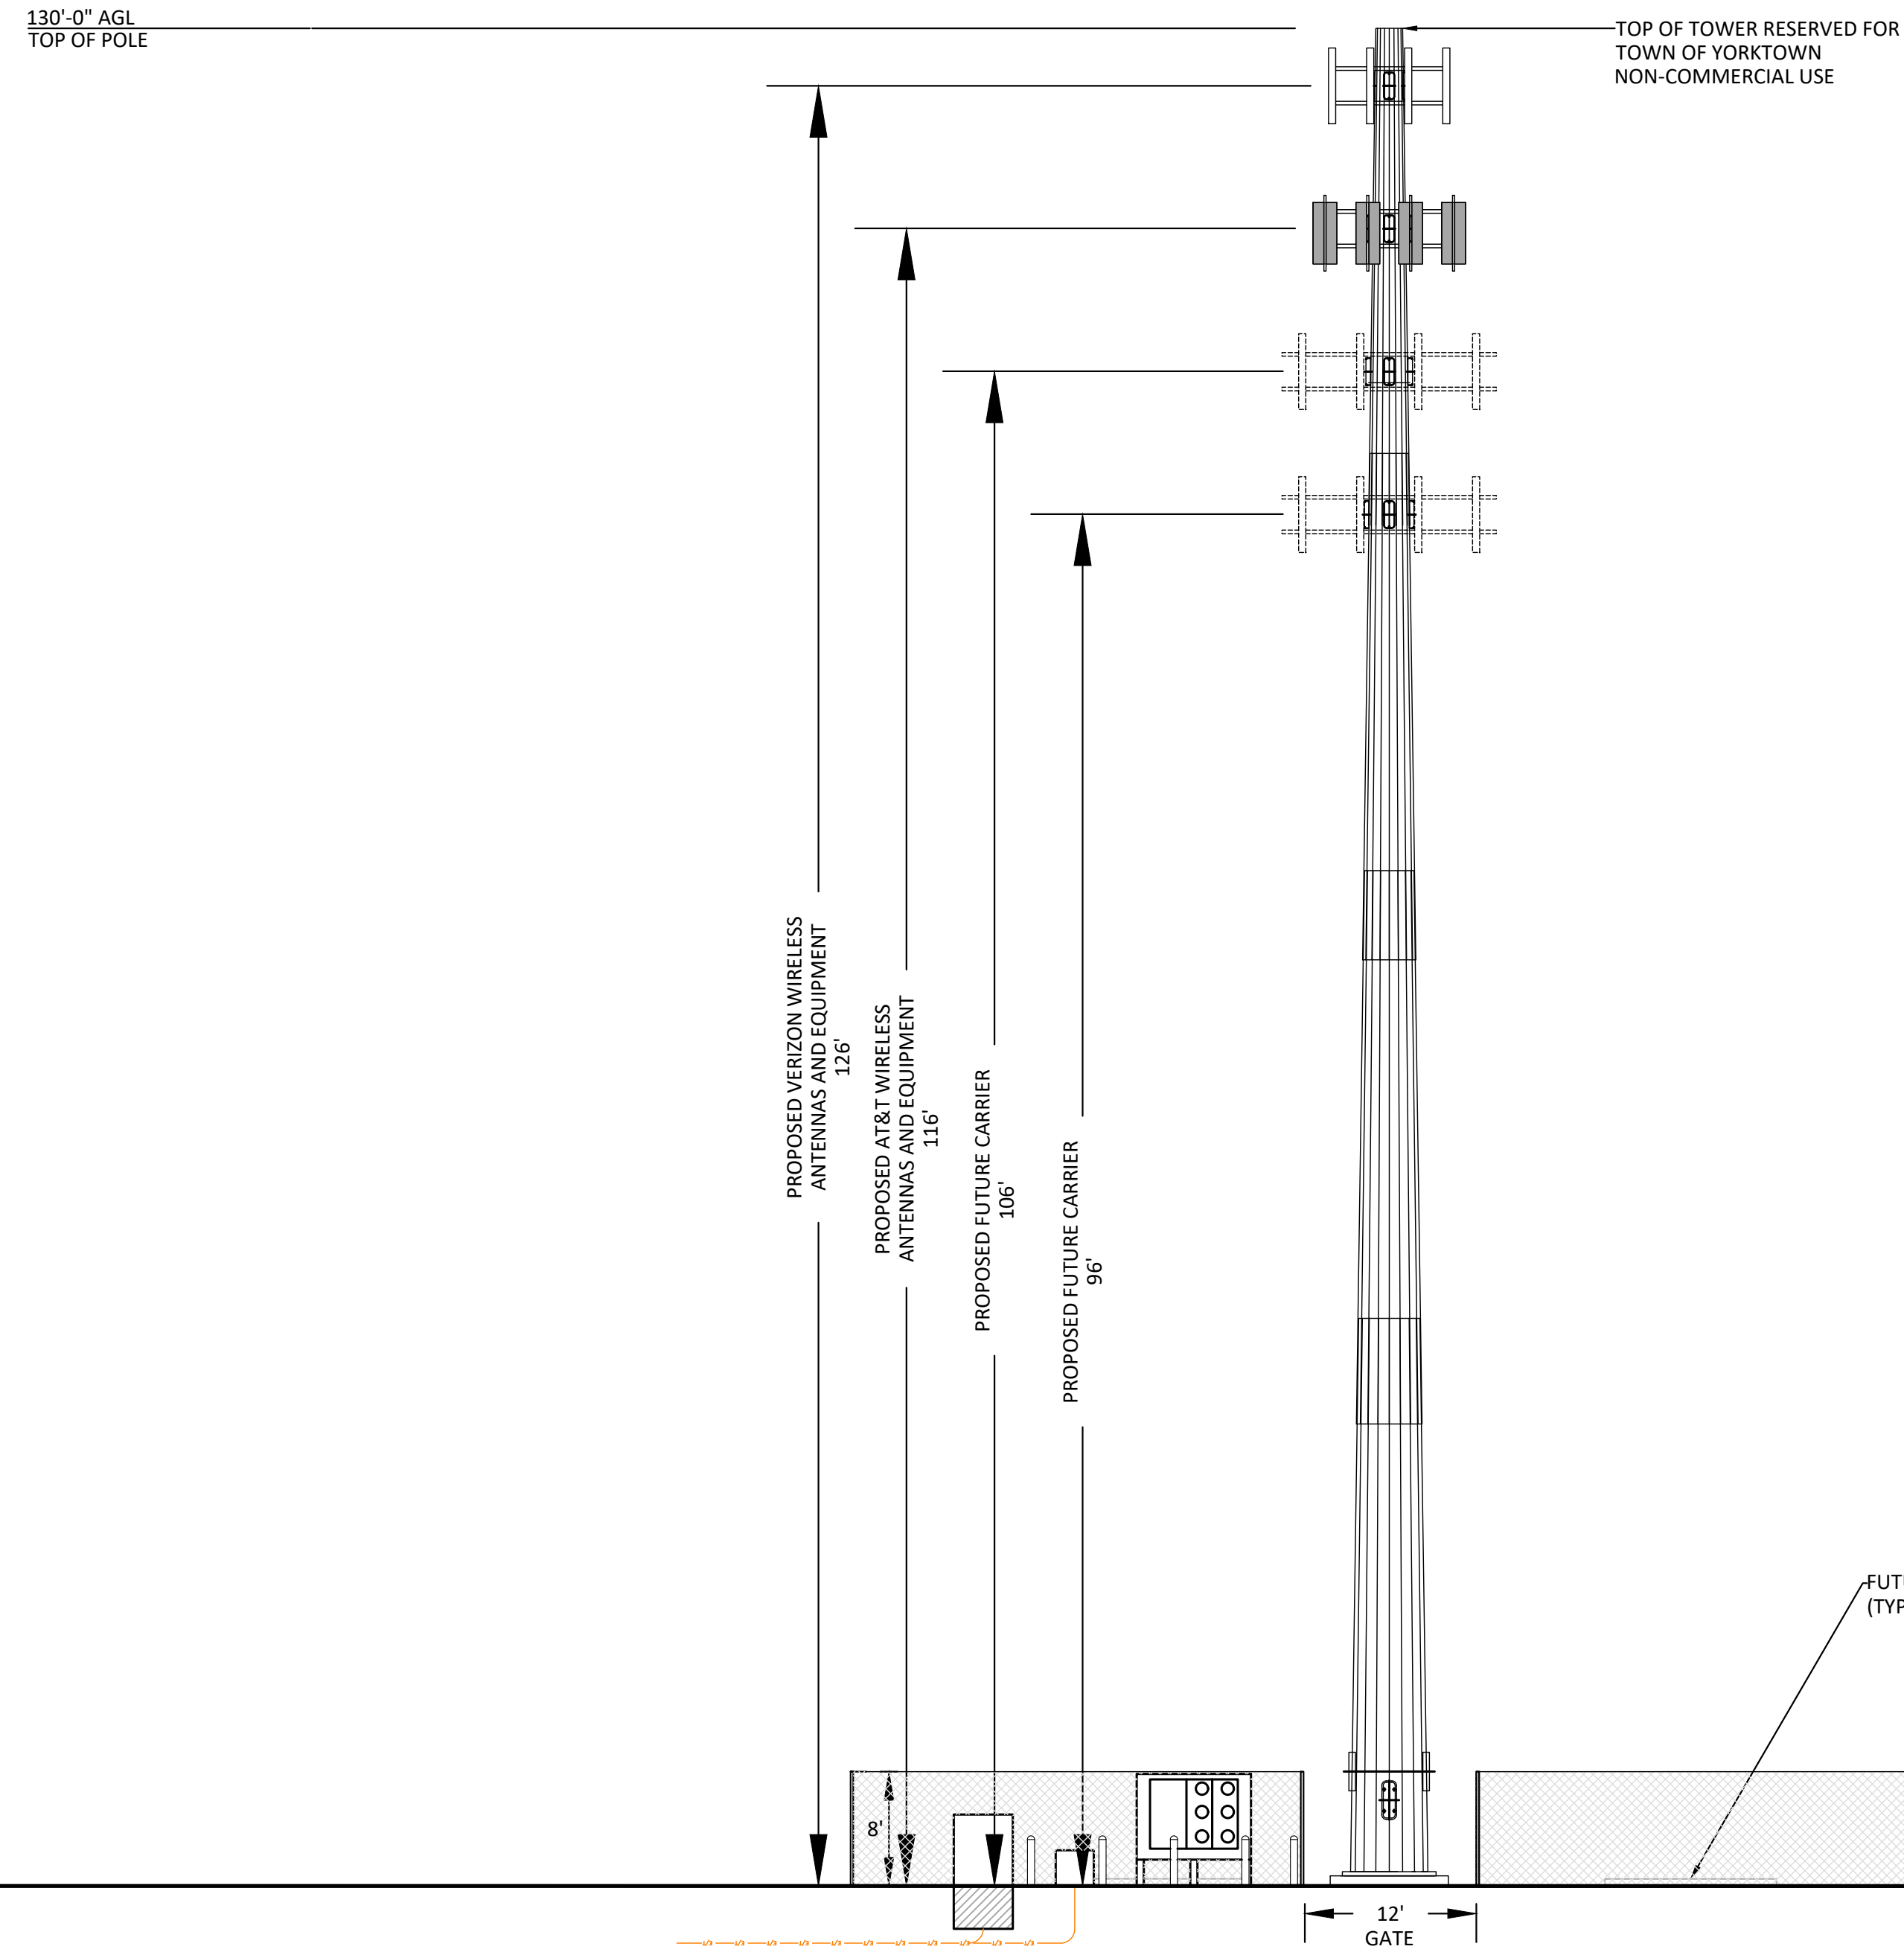 130'-0" AGL
TOP OF POLE
TOP OF TOWER RESERVED FOR
TOWN OF YORKTOWN
NON-COMMERCIAL USE
PROPOSED VERIZON WIRELESS
ANTENNAS AND EQUIPMENT
126'
PROPOSED AT&T WIRELESS
ANTENNAS AND EQUIPMENT
116'
PROPOSED FUTURE CARRIER
106'
PROPOSED FUTURE CARRIER
96'
8'
12'
GATE